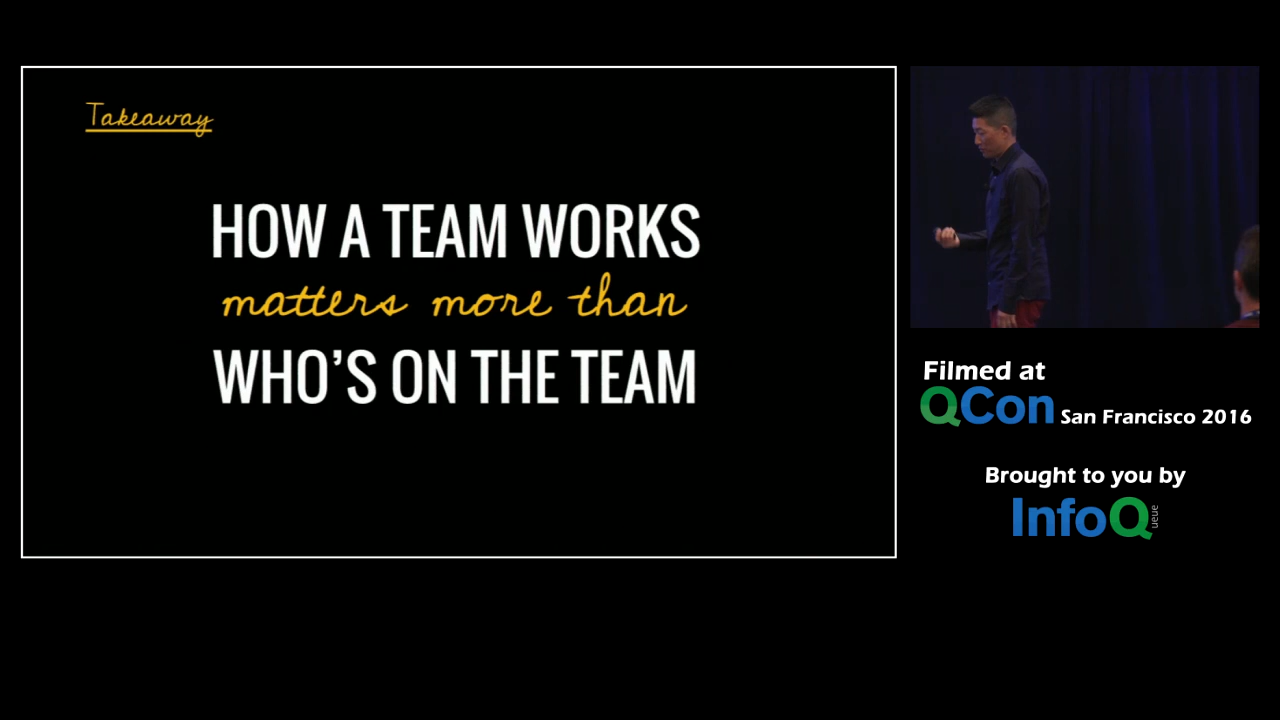 Takeaway
HOW A TEAM WORKS
matters more than
WHO'S ON THE TEAM
Filmed at
QCon San Francisco 2016
Brought to you by
InfoQueue